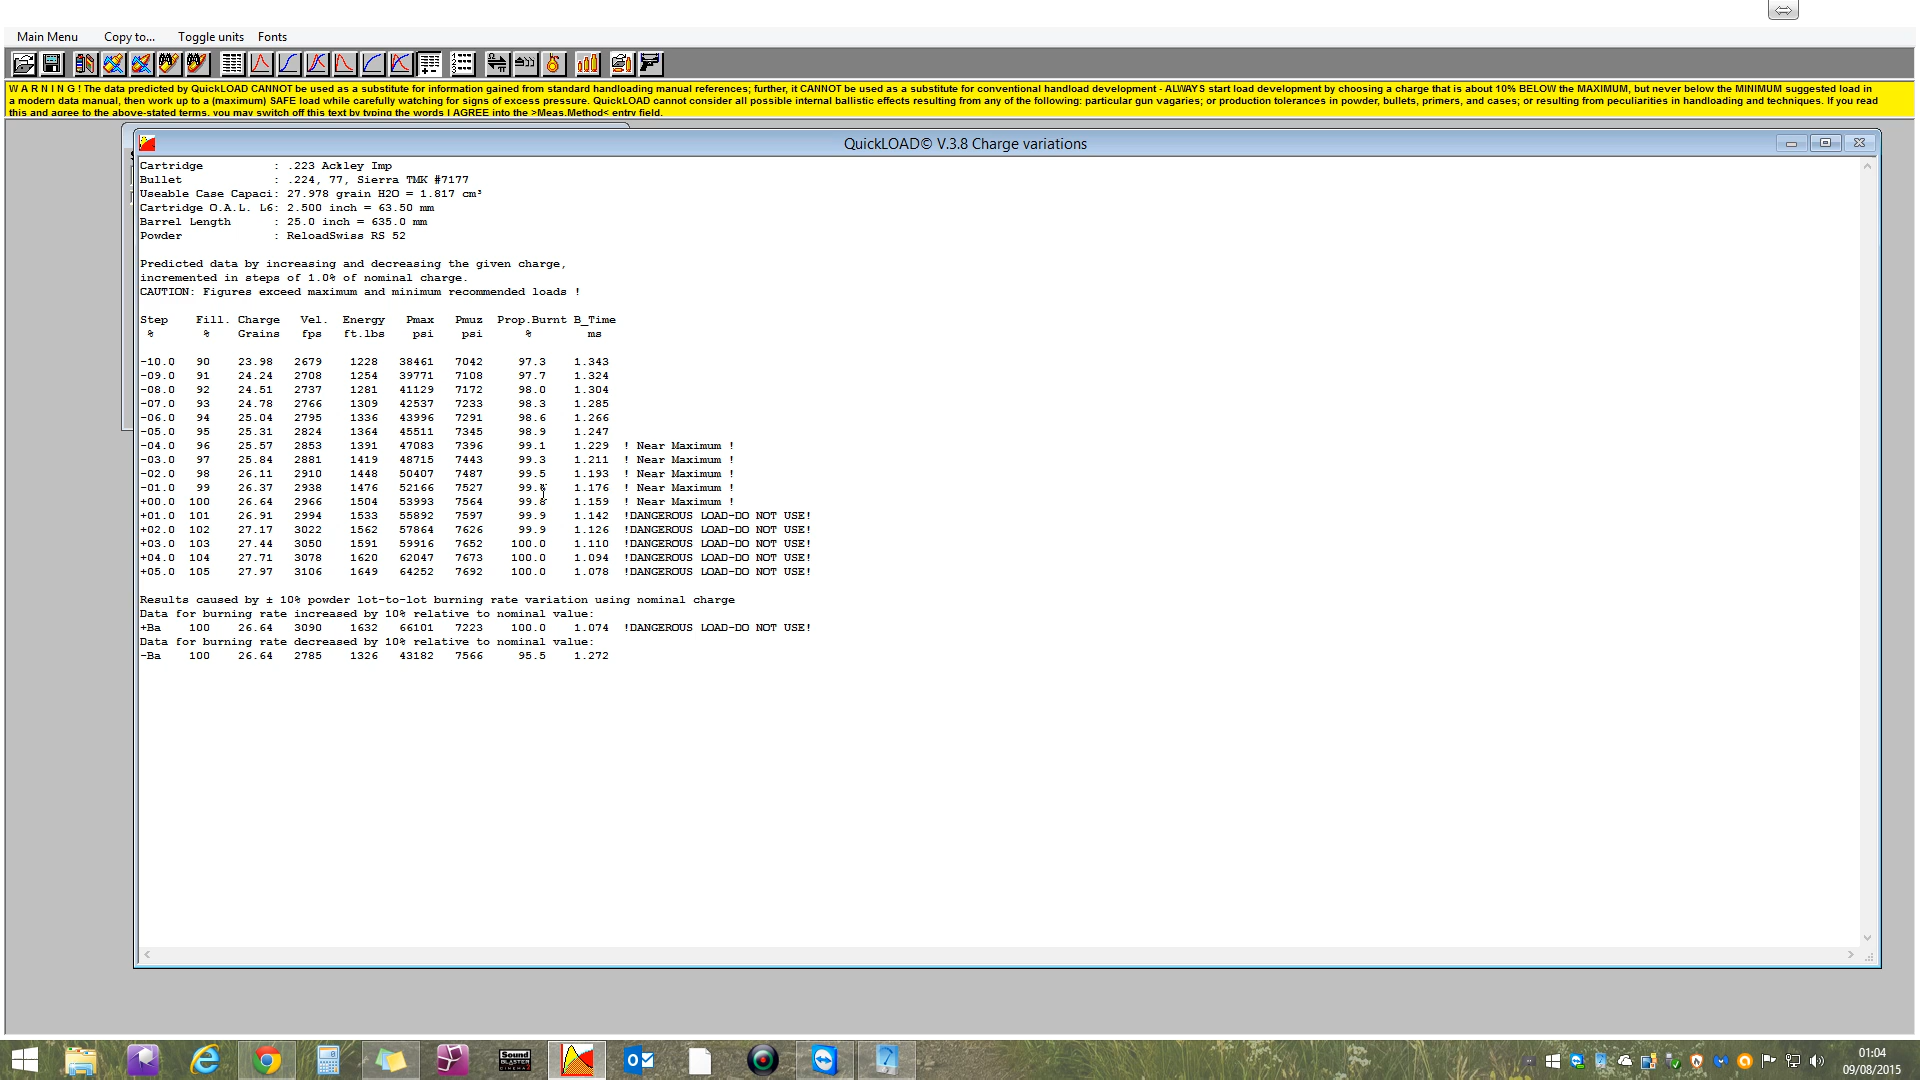 Main Menu Copy to... Toggle units Fonts
W A R N I N G ! The data predicted by QuickLOAD CANNOT be used as a substitute for information gained from standard handloading manual references; further, it CANNOT be used as a substitute for conventional handload development - ALWAYS start load development by choosing a charge that is about 10% BELOW the MAXIMUM, but never below the MINIMUM suggested load in
a modern data manual, then work up to a (maximum) SAFE load while carefully watching for signs of excess pressure. QuickLOAD cannot consider all possible internal ballistic effects resulting from any of the following: particular gun vagaries; or production tolerances in powder, bullets, primers, and cases; or resulting from peculiarities in handloading and techniques. If you read
this and agree to the above-stated terms, you may switch off this text by typing the words I AGREE into the >Meas.Method< entry field.
QuickLOAD© V.3.8 Charge variations
Cartridge : .223 Ackley Imp
Bullet : .224, 77, Sierra TMK #7177
Useable Case Capaci: 27.978 grain H2O = 1.817 cm³
Cartridge O.A.L. L6: 2.500 inch = 63.50 mm
Barrel Length : 25.0 inch = 635.0 mm
Powder : ReloadSwiss RS 52
Predicted data by increasing and decreasing the given charge,
incremented in steps of 1.0% of nominal charge.
CAUTION: Figures exceed maximum and minimum recommended loads !
Step Fill. Charge Vel. Energy Pmax Pmuz Prop.Burnt B_Time
% % Grains fps ft.lbs psi psi % ms
-10.0 90 23.98 2679 1228 38461 7042 97.3 1.343
-09.0 91 24.24 2708 1254 39771 7108 97.7 1.324
-08.0 92 24.51 2737 1281 41129 7172 98.0 1.304
-07.0 93 24.78 2766 1309 42537 7233 98.3 1.285
-06.0 94 25.04 2795 1336 43996 7291 98.6 1.266
-05.0 95 25.31 2824 1364 45511 7345 98.9 1.247
-04.0 96 25.57 2853 1391 47083 7396 99.1 1.229 ! Near Maximum !
-03.0 97 25.84 2881 1419 48715 7443 99.3 1.211 ! Near Maximum !
-02.0 98 26.11 2910 1448 50407 7487 99.5 1.193 ! Near Maximum !
-01.0 99 26.37 2938 1476 52166 7527 1.176 ! Near Maximum !
+00.0 100 26.64 2966 1504 53993 7564 99.8 1.159 ! Near Maximum !
+01.0 101 26.91 2994 1533 55892 7597 99.9 1.142 !DANGEROUS LOAD-DO NOT USE!
+02.0 102 27.17 3022 1562 57864 7626 99.9 1.126 !DANGEROUS LOAD-DO NOT USE!
+03.0 103 27.44 3050 1591 59916 7652 100.0 1.110 !DANGEROUS LOAD-DO NOT USE!
+04.0 104 27.71 3078 1620 62047 7673 100.0 1.094 !DANGEROUS LOAD-DO NOT USE!
+05.0 105 27.97 3106 1649 64252 7692 100.0 1.078 !DANGEROUS LOAD-DO NOT USE!
Results caused by ± 10% powder lot-to-lot burning rate variation using nominal charge
Data for burning rate increased by 10% relative to nominal value:
+Ba 100 26.64 3090 1632 66101 7223 100.0 1.074 !DANGEROUS LOAD-DO NOT USE!
Data for burning rate decreased by 10% relative to nominal value:
-Ba 100 26.64 2785 1326 43182 7566 95.5 1.272
Sound
01:04
09/08/2015